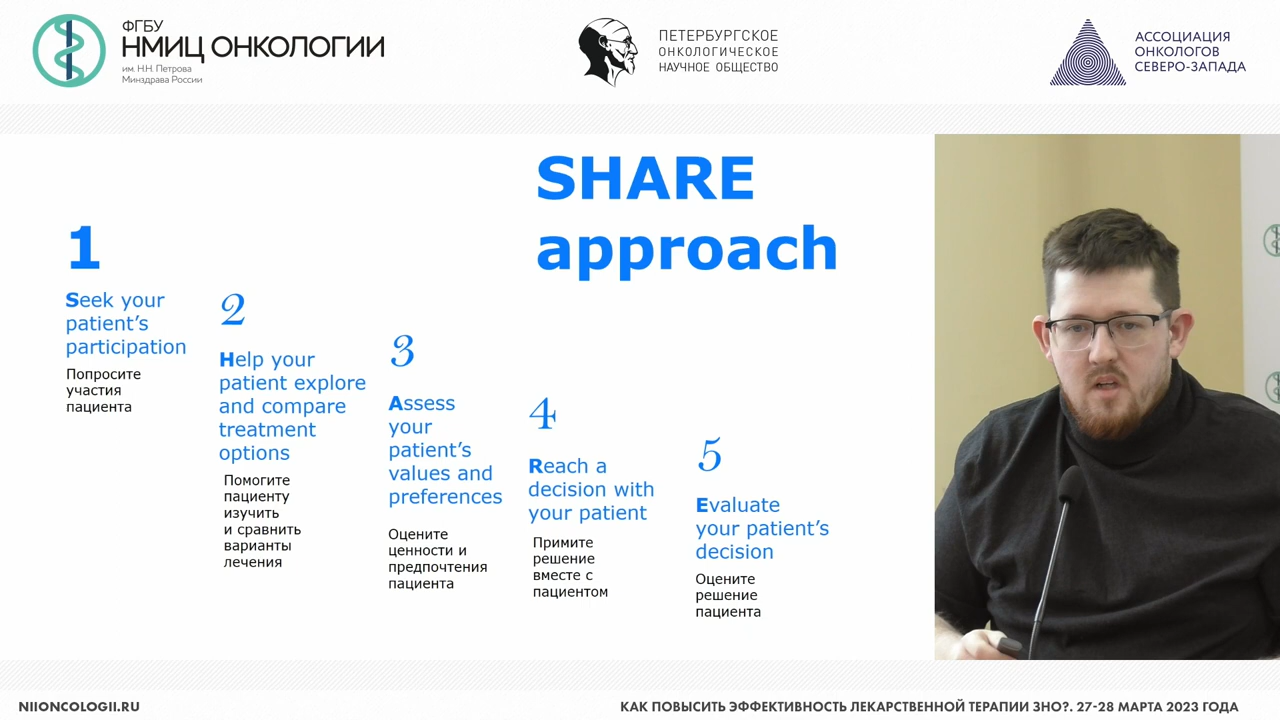 ФГБУ
НМИЦ ОНКОЛОГИИ
им. Н.Н. Петрова
Минздрава России
ПЕТЕРБУРГСКОЕ
ОНКОЛОГИЧЕСКОЕ
НАУЧНОЕ ОБЩЕСТВО
АССОЦИАЦИЯ
ОНКОЛОГОВ
СЕВЕРО-ЗАПАДА
SHARE
approach
1
Seek your
patient’s
participation
Попросите
участия
пациента
2
Help your
patient explore
and compare
treatment
options
Помогите
пациенту
изучить
и сравнить
варианты
лечения
3
Assess
your
patient’s
values and
preferences
Оцените
ценности и
предпочтения
пациента
4
Reach a
decision with
your patient
Примите
решение
вместе с
пациентом
5
Evaluate
your patient’s
decision
Оцените
решение
пациента
NIIONCOLOGII.RU
КАК ПОВЫСИТЬ ЭФФЕКТИВНОСТЬ ЛЕКАРСТВЕННОЙ ТЕРАПИИ ЗНО?. 27-28 МАРТА 2023 ГОДА